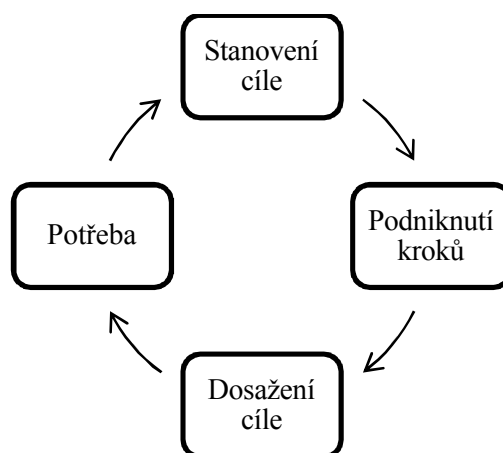 Stanovení
cíle
Potřeba
Podniknutí
kroků
Dosažení
cíle